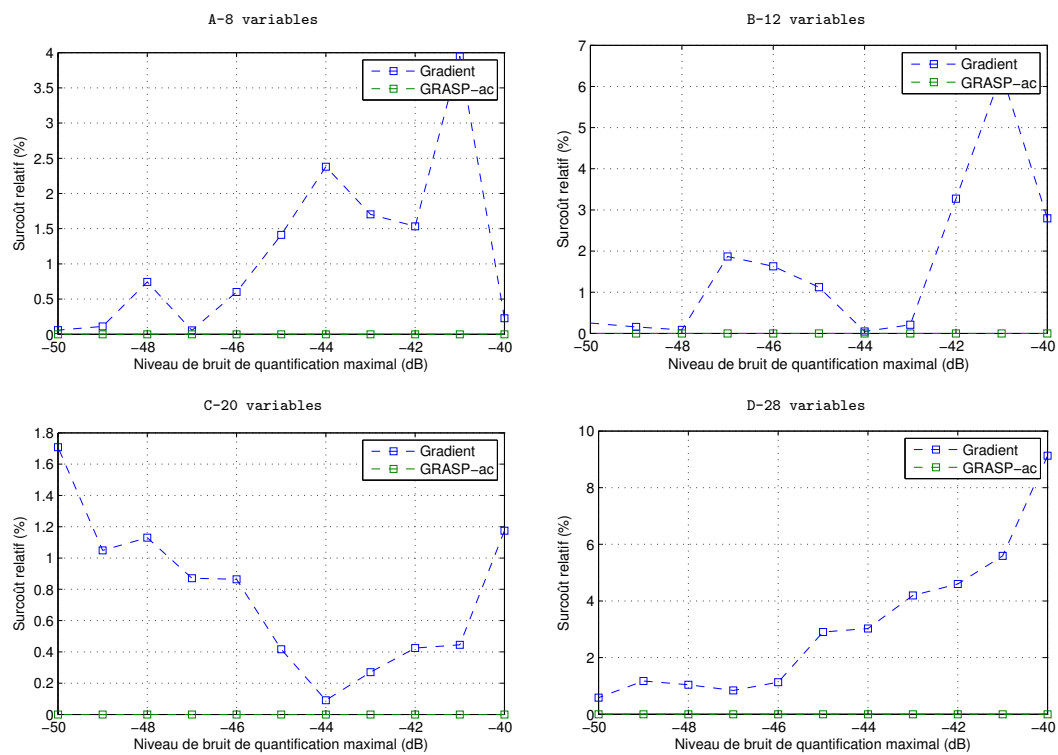 A-8 variables
4
3.5
3
2.5
2
1.5
1
0.5
0
Surcoût relatif (%)
Gradient
GRASP-ac
−50
−48
−46
−44
−42
−40
Niveau de bruit de quantification maximal (dB)
B-12 variables
7
6
5
4
3
2
1
0
Surcoût relatif (%)
Gradient
GRASP-ac
−50
−48
−46
−44
−42
−40
Niveau de bruit de quantification maximal (dB)
C-20 variables
1.8
1.6
1.4
1.2
1
0.8
0.6
0.4
0.2
0
Surcoût relatif (%)
Gradient
GRASP-ac
−50
−48
−46
−44
−42
−40
Niveau de bruit de quantification maximal (dB)
D-28 variables
10
8
6
4
2
0
Surcoût relatif (%)
Gradient
GRASP-ac
−50
−48
−46
−44
−42
−40
Niveau de bruit de quantification maximal (dB)